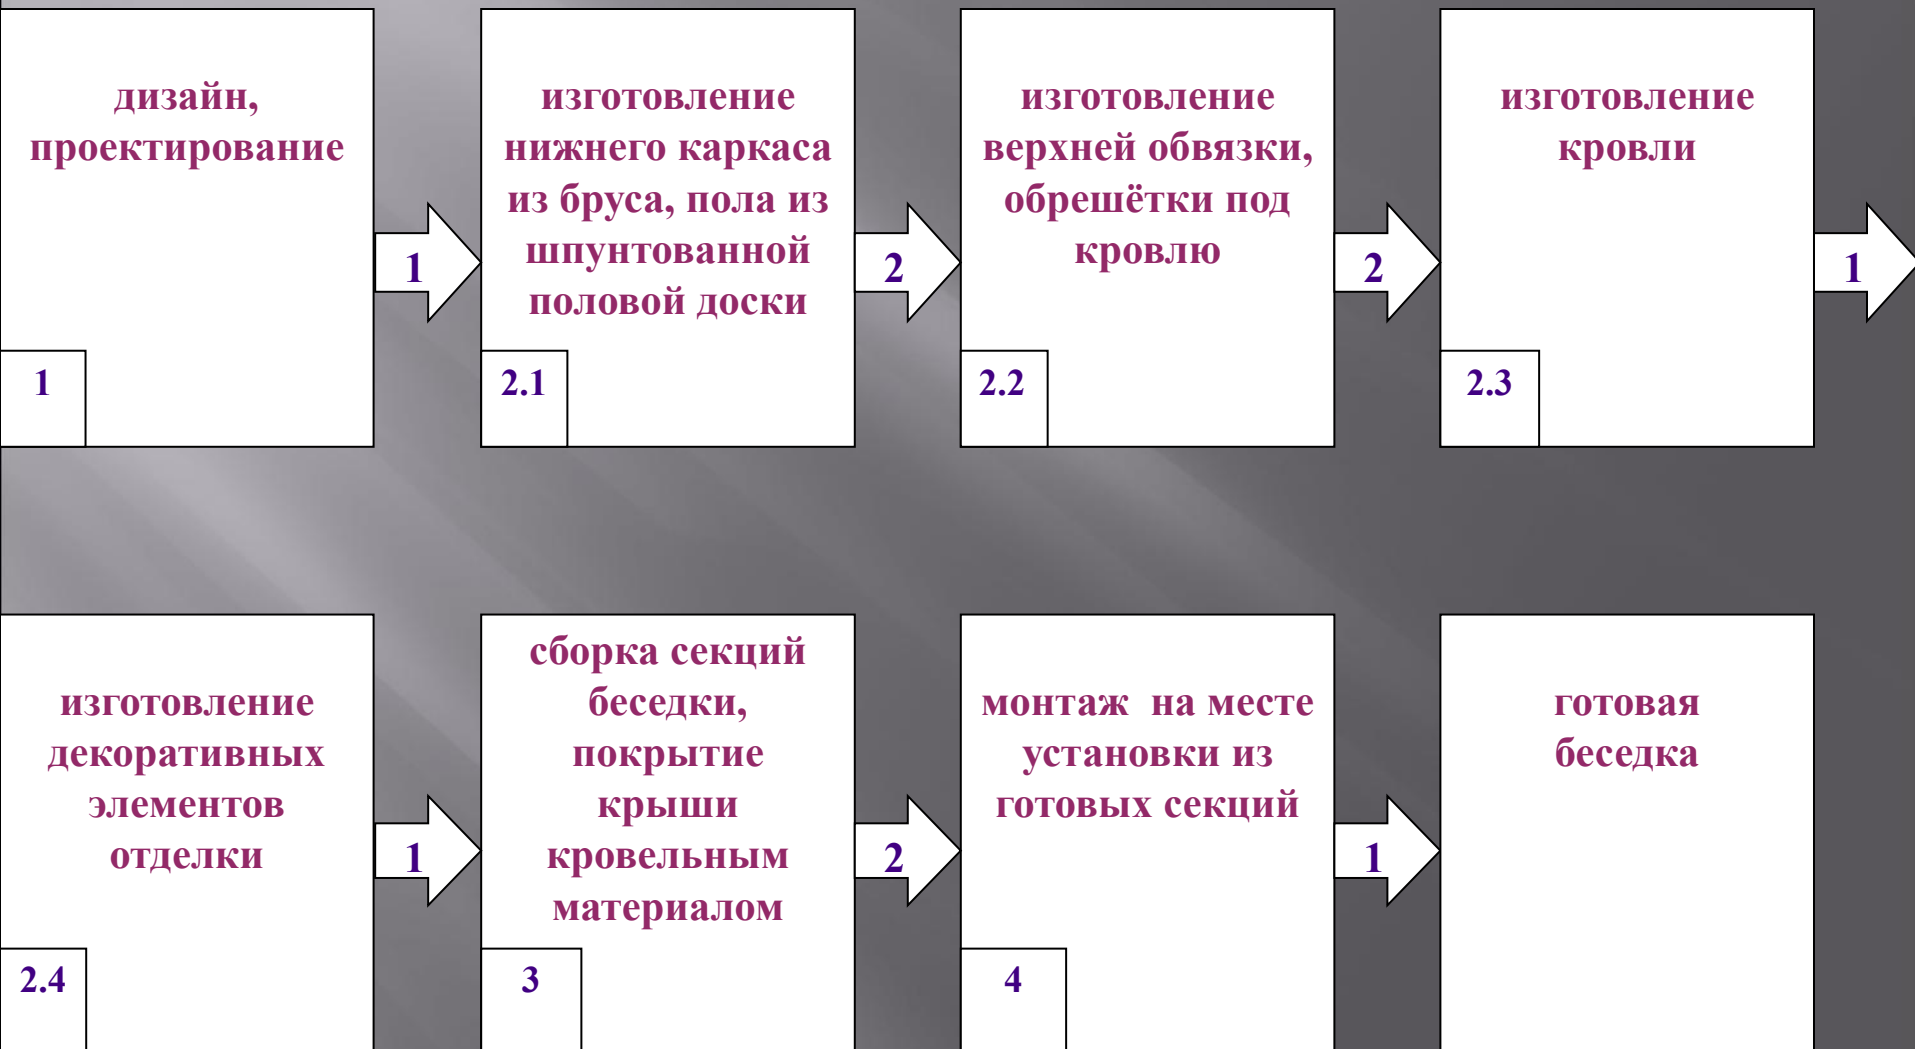 дизайн,
проектирование
1
1
изготовление
нижнего каркаса
из бруса, пола из
шпунтованной
половой доски
2.1
2
изготовление
верхней обвязки,
обрешётки под
кровлю
2.2
2
изготовление
кровли
2.3
1
изготовление
декоративных
элементов
отделки
2.4
1
сборка секций
беседки,
покрытие
крыши
кровельным
материалом
3
2
монтаж на месте
установки из
готовых секций
4
1
готовая
беседка